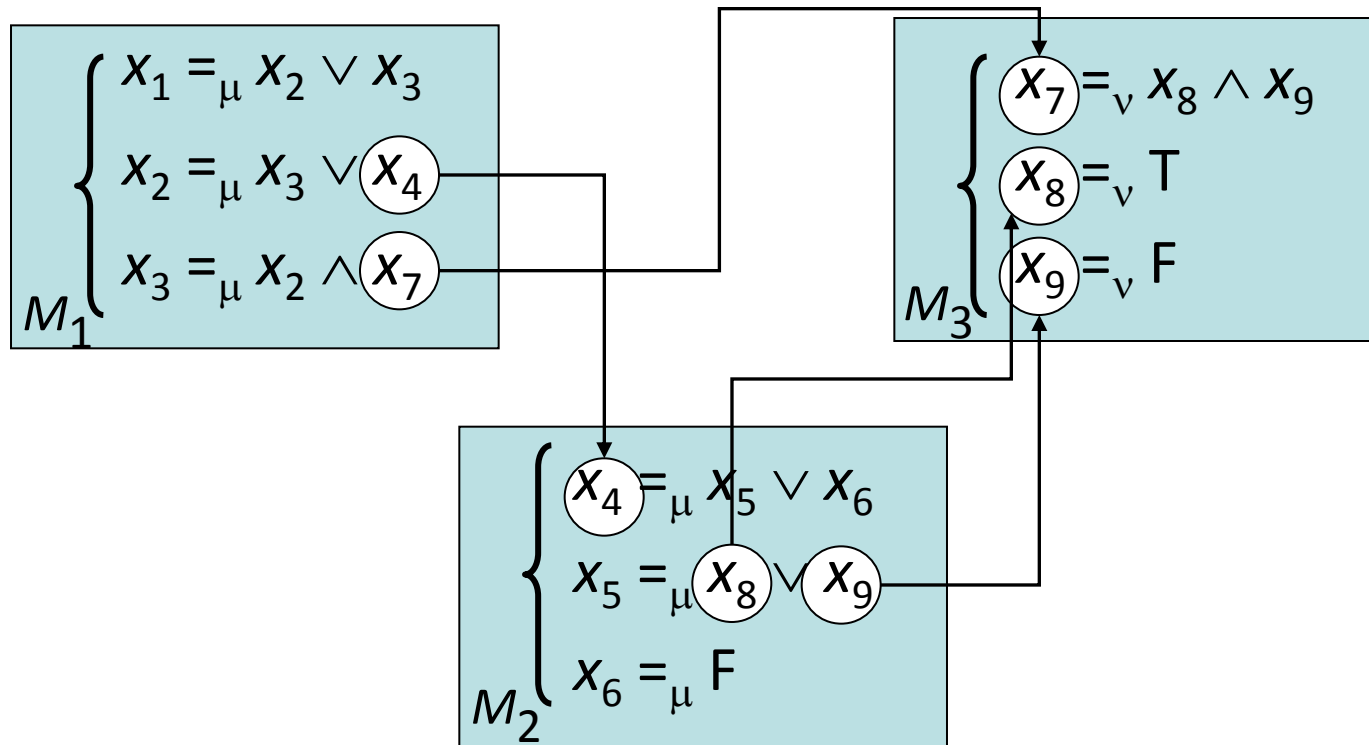 x₁ =μ x₂ ∨ x₃
x₂ =μ x₃ ∨ x₄
x₃ =μ x₂ ∧ x₇
M₁
x₇ =ν x₈ ∧ x₉
x₈ =ν T
x₉ =ν F
M₃
x₄ =μ x₅ ∨ x₆
x₅ =μ x₈ ∨ x₉
x₆ =μ F
M₂